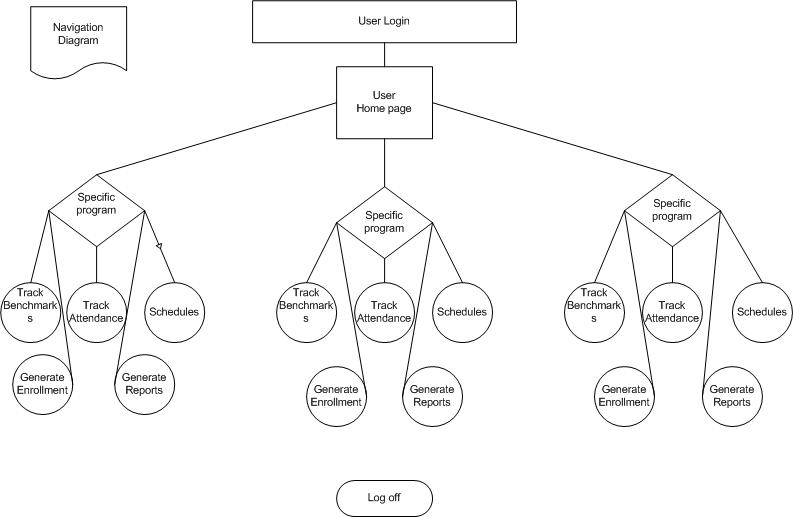 Navigation
Diagram
User Login
User
Home page
Specific
program
Specific
program
Specific
program
Track
Benchmark
s
Track
Attendance
Schedules
Generate
Enrollment
Generate
Reports
Track
Benchmark
s
Track
Attendance
Schedules
Generate
Enrollment
Generate
Reports
Track
Benchmark
s
Track
Attendance
Schedules
Generate
Enrollment
Generate
Reports
Log off